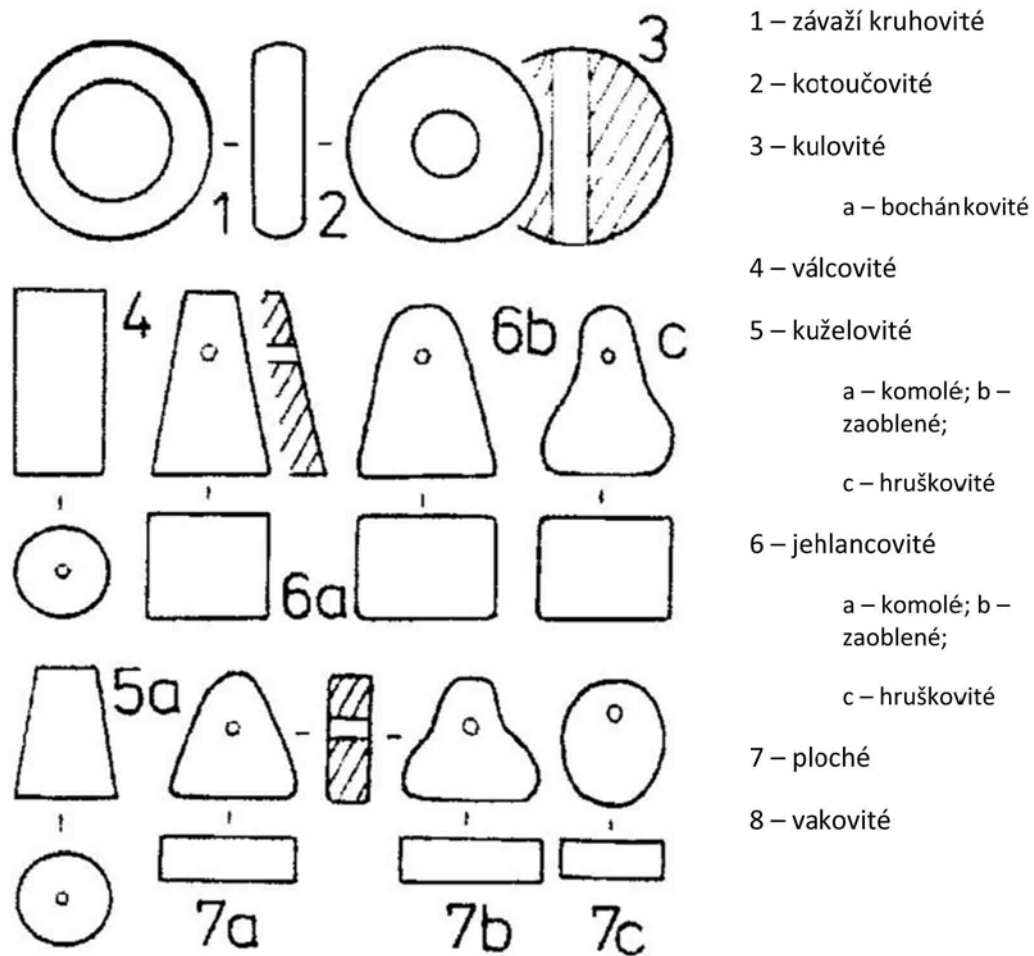 1 – závaží kruhovité
2 – kotoučovité
3 – kulovité
a – bochánkovité
4 – válcovité
5 – kuželovité
a – komolé; b –
zaoblené;
c – hruškovité
6 – jehlancovité
a – komolé; b –
zaoblené;
c – hruškovité
7 – ploché
8 – vakovité
3
1
2
4
6b
c
6a
5a
7a
7b
7c